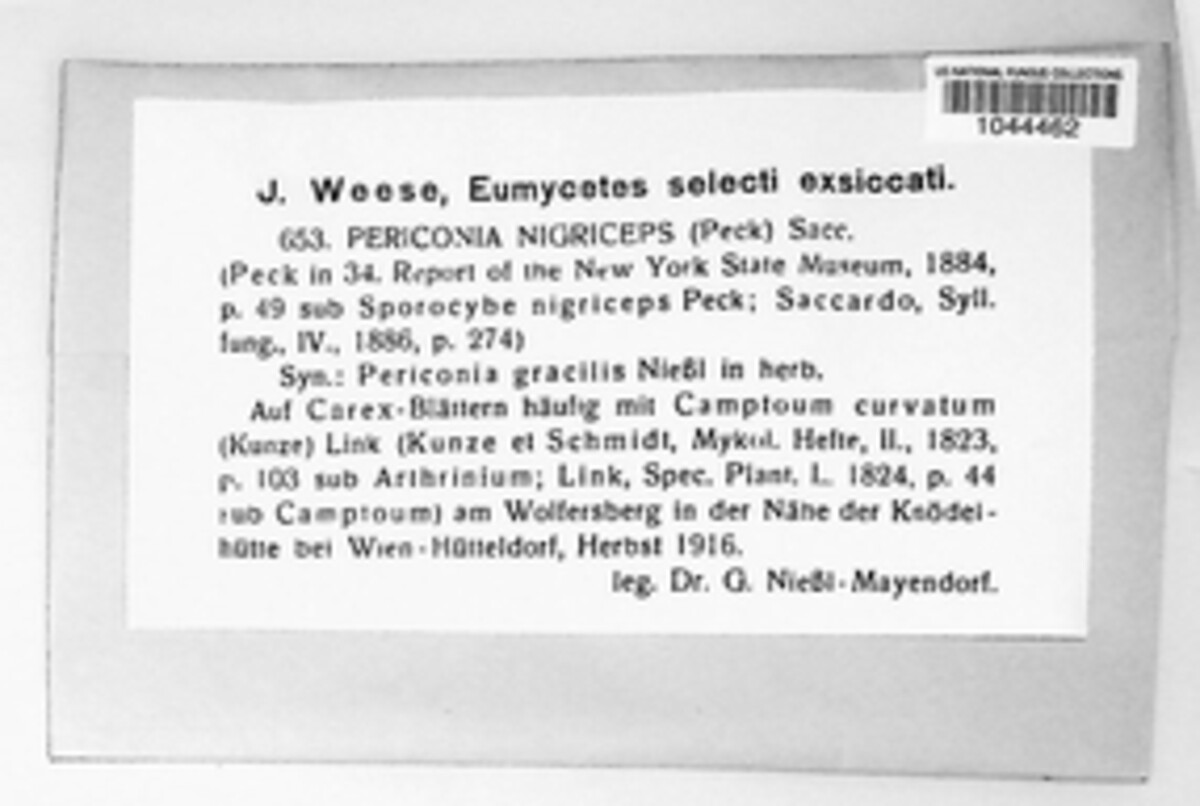 US NATIONAL FUNGUS COLLECTIONS
1044462
J. Weese, Eumycetes selecti exsiccati.
653. PERICONIA NIGRICEPS (Peck) Sacc.
(Peck in 34. Report of the New York State Museum, 1884,
p. 49 sub Sporocybe nigriceps Peck; Saccardo, Syll.
fung., IV., 1886, p. 274)
Syn.: Periconia gracilis Nießl in herb.
Auf Carex-Blättern häufig mit Camptoum curvatum
(Kunze) Link (Kunze et Schmidt, Mykol. Hefte, II., 1823,
p. 103 sub Arthrinium; Link, Spec. Plant. I. 1824, p. 44
sub Camptoum) am Wolfersberg in der Nähe der Knödel-
hütte bei Wien-Hütteldorf, Herbst 1916.
leg. Dr. G. Nießl-Mayendorf.